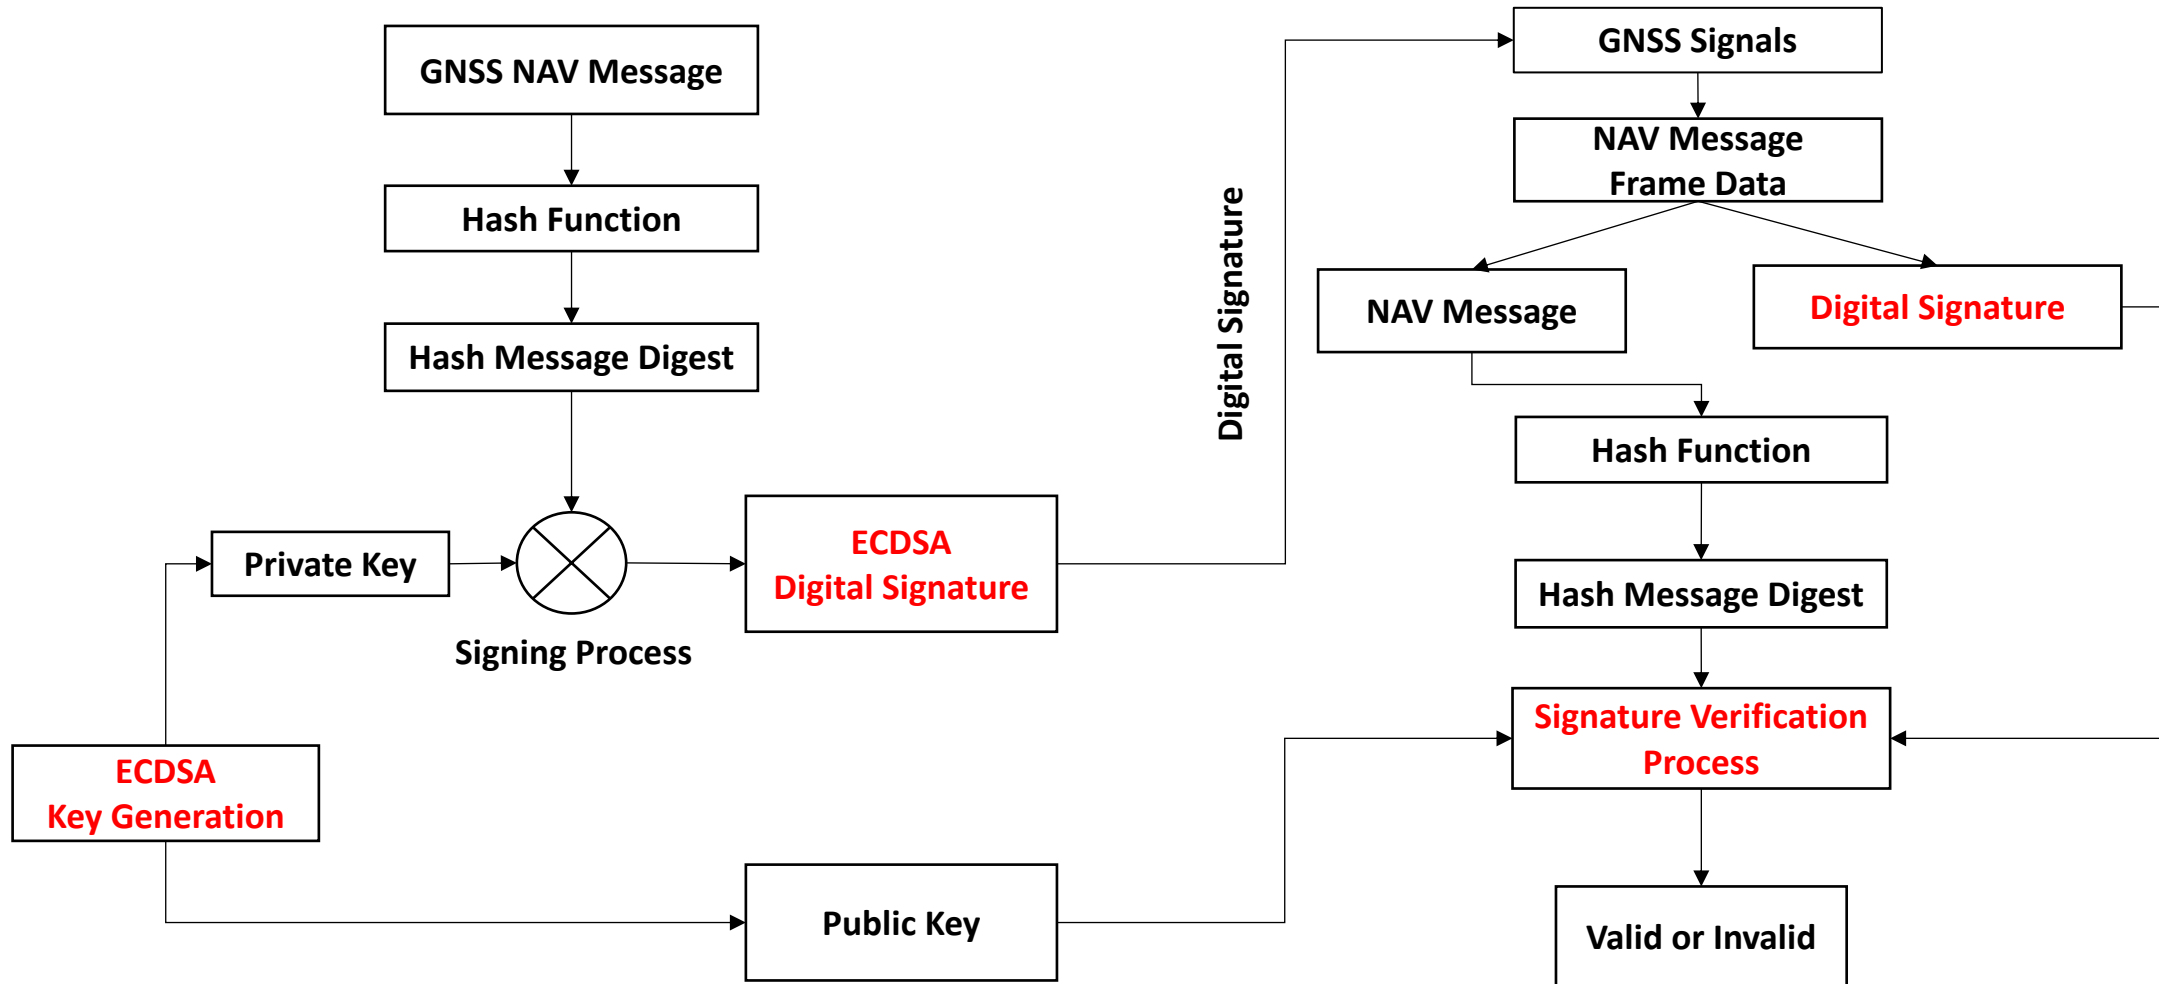 GNSS NAV Message
Hash Function
Hash Message Digest
Private Key
Signing Process
ECDSA
Digital Signature
ECDSA
Key Generation
Public Key
Digital Signature
GNSS Signals
NAV Message
Frame Data
NAV Message
Digital Signature
Hash Function
Hash Message Digest
Signature Verification
Process
Valid or Invalid